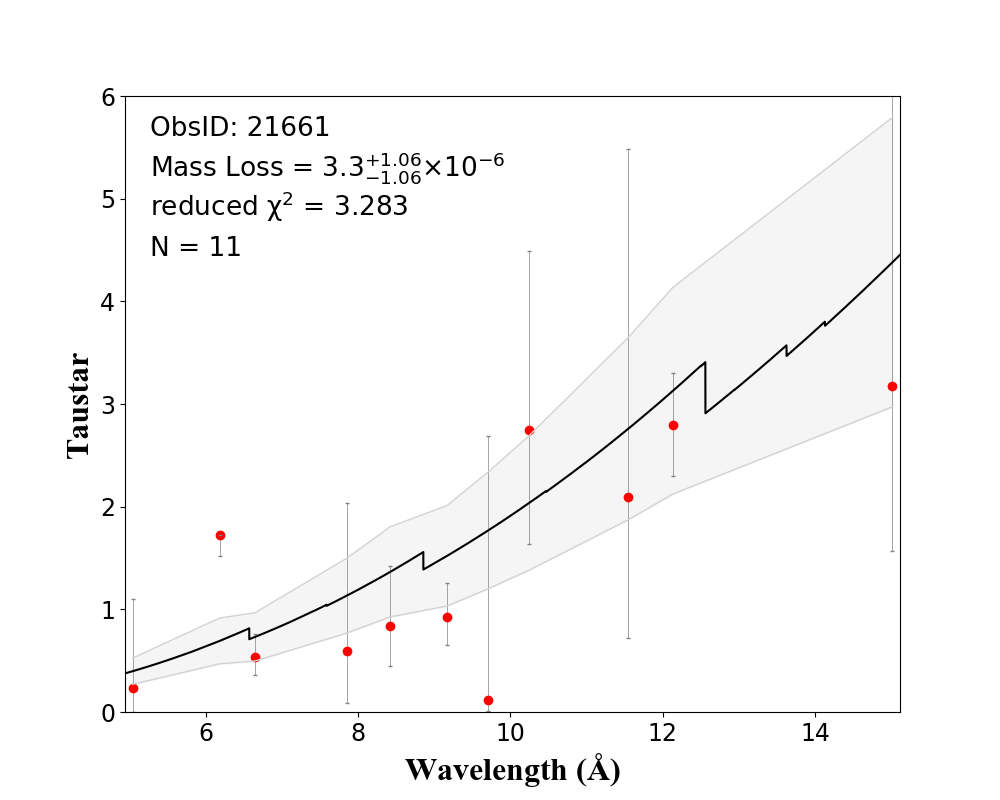 6
ObsID: 21661
Mass Loss = 3.3^{+1.06}_{-1.06}×10^{-6}
reduced χ² = 3.283
N = 11
5
4
3
2
1
0
Taustar
6 8 10 12 14
Wavelength (Å)